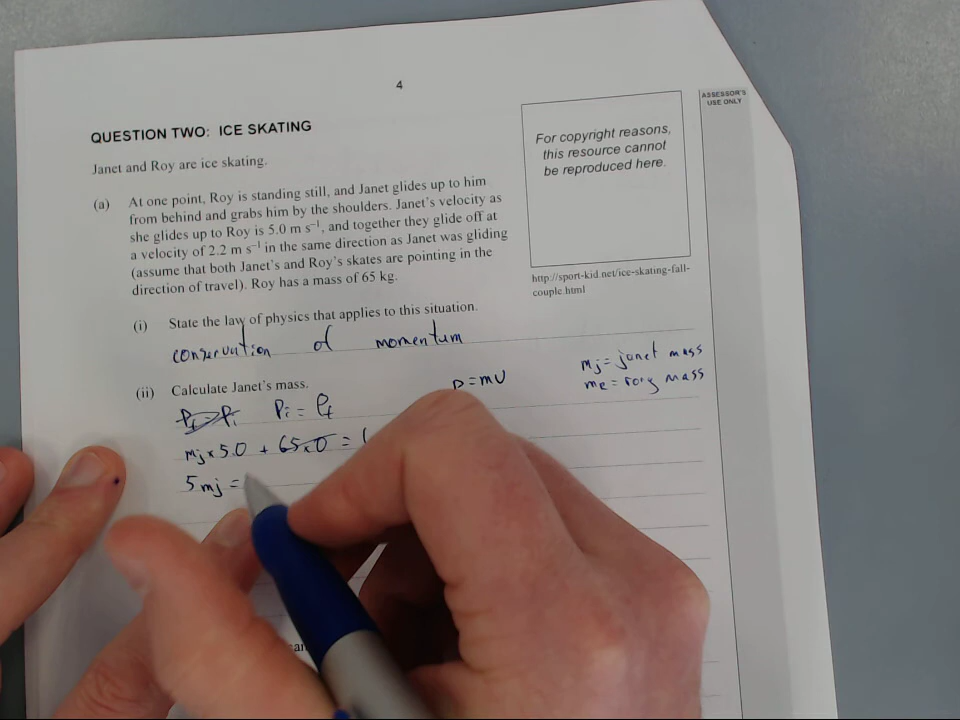 4
ASSESSOR'S
USE ONLY
QUESTION TWO: ICE SKATING
Janet and Roy are ice skating.
(a) At one point, Roy is standing still, and Janet glides up to him
from behind and grabs him by the shoulders. Janet's velocity as
she glides up to Roy is 5.0 m s⁻¹, and together they glide off at
a velocity of 2.2 m s⁻¹ in the same direction as Janet was gliding
(assume that both Janet's and Roy's skates are pointing in the
direction of travel). Roy has a mass of 65 kg.
For copyright reasons,
this resource cannot
be reproduced here.
http://sport-kid.net/ice-skating-fall-
couple.html
(i) State the law of physics that applies to this situation.
conservation of momentum
(ii) Calculate Janet's mass.
p = mv
mj = janet mass
mR = rory mass
Pi = Pf
mj x 5.0 + 65 x 0 = (
5 mj =